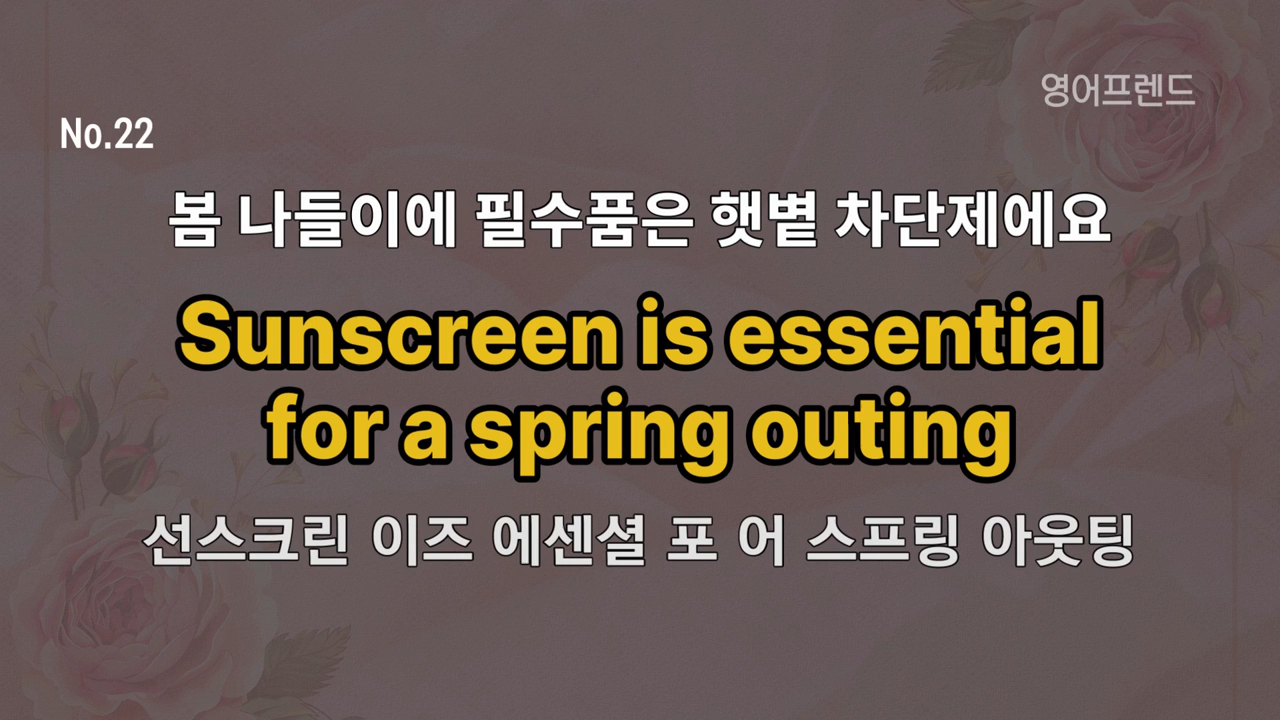 영어프렌드
No.22
봄 나들이에 필수품은 햇볕 차단제에요
Sunscreen is essential
for a spring outing
선스크린 이즈 에센셜 포 어 스프링 아웃팅